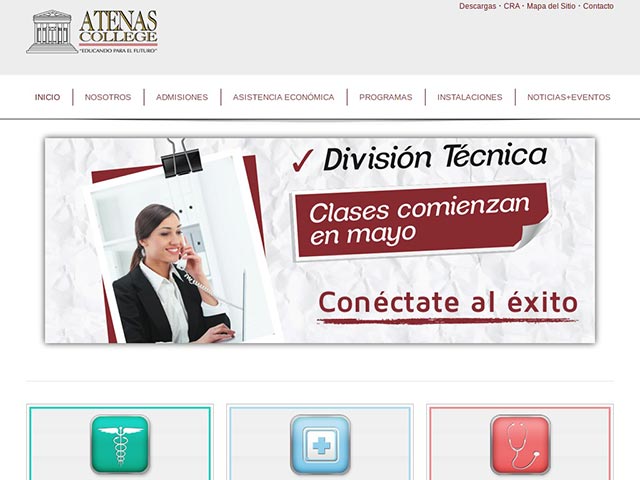 Descargas · CRA · Mapa del Sitio · Contacto
ATENAS
COLLEGE
"EDUCANDO PARA EL FUTURO"
INICIO NOSOTROS ADMISIONES ASISTENCIA ECONÓMICA PROGRAMAS INSTALACIONES NOTICIAS+EVENTOS
✓ División Técnica
Clases comienzan
en mayo
Conéctate al éxito